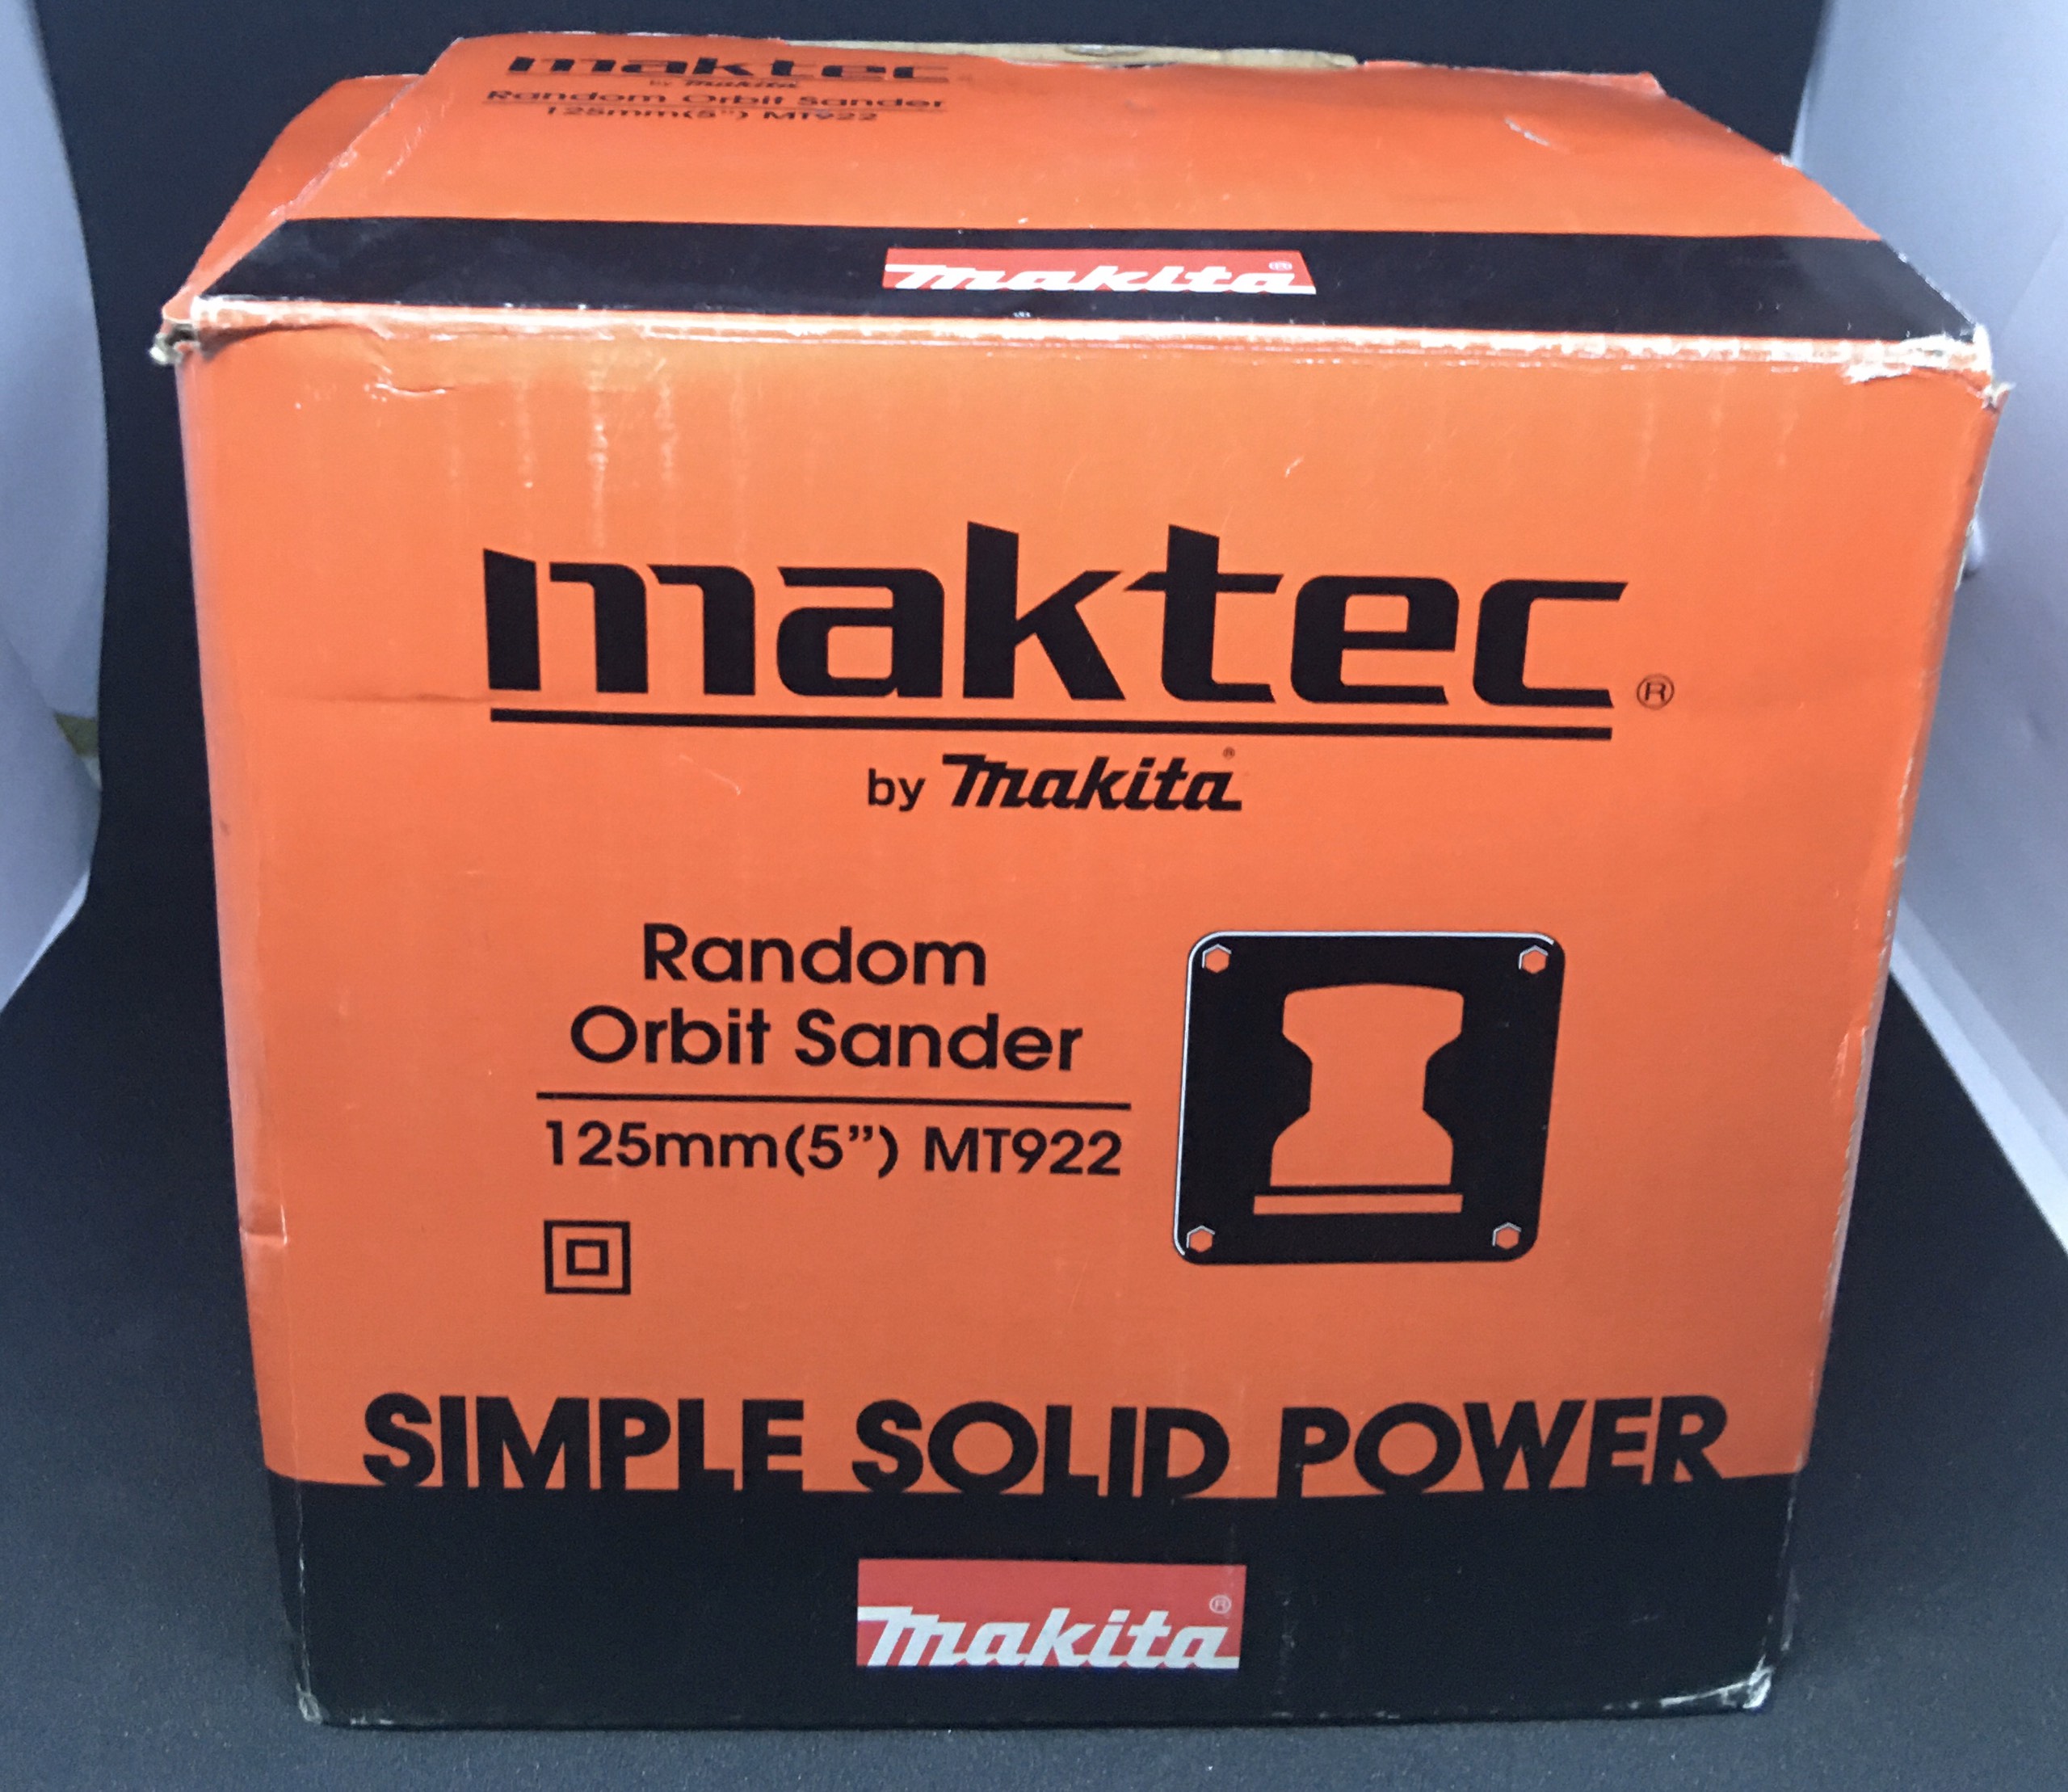 maktec
by makita
Random Orbit Sander
125mm(5") MT922
makita®
maktec®
by makita®
Random
Orbit Sander
125mm(5”) MT922
SIMPLE SOLID POWER
makita®